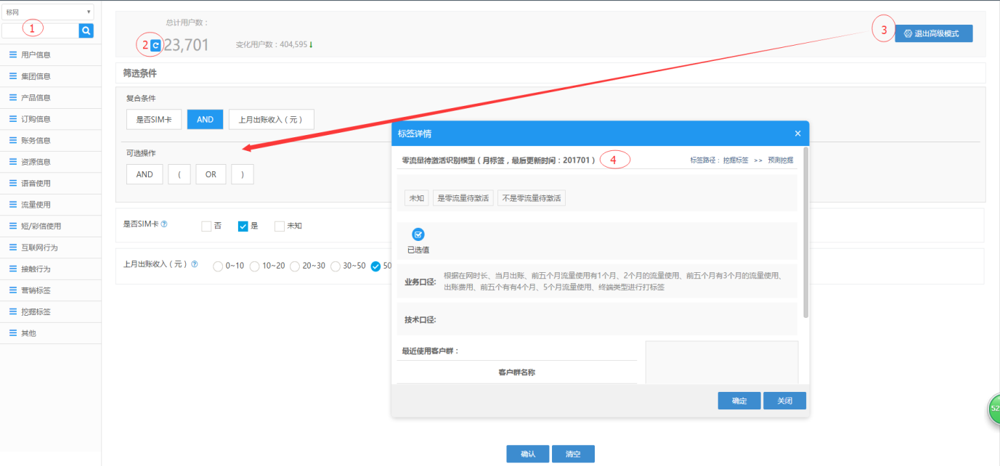 移网
1
用户信息
集团信息
产品信息
订购信息
账务信息
资源信息
语音使用
流量使用
短/彩信使用
互联网行为
接触行为
营销标签
挖掘标签
其他
总计用户数：
2 23,701 变化用户数：404,595
3 退出高级模式
筛选条件
复合条件
是否SIM卡 AND 上月出账收入（元）
可选操作
AND ( OR )
是否SIM卡 否 是 未知
上月出账收入（元） 0~10 10~20 20~30 30~50 50
标签详情
零流量待激活识别模型（月标签，最后更新时间：201701） 4 标签路径： 挖掘标签 >> 预测挖掘
未知 是零流量待激活 不是零流量待激活
已选值
业务口径: 根据在网时长、当月出账、前五个月流量使用有1个月、2个月的流量使用、前五个月有3个月的流量使用、
出账费用、前五个有有4个月、5个月流量使用、终端类型进行打标签
技术口径:
最近使用客户群：
客户群名称
确定 关闭
确认 清空
52